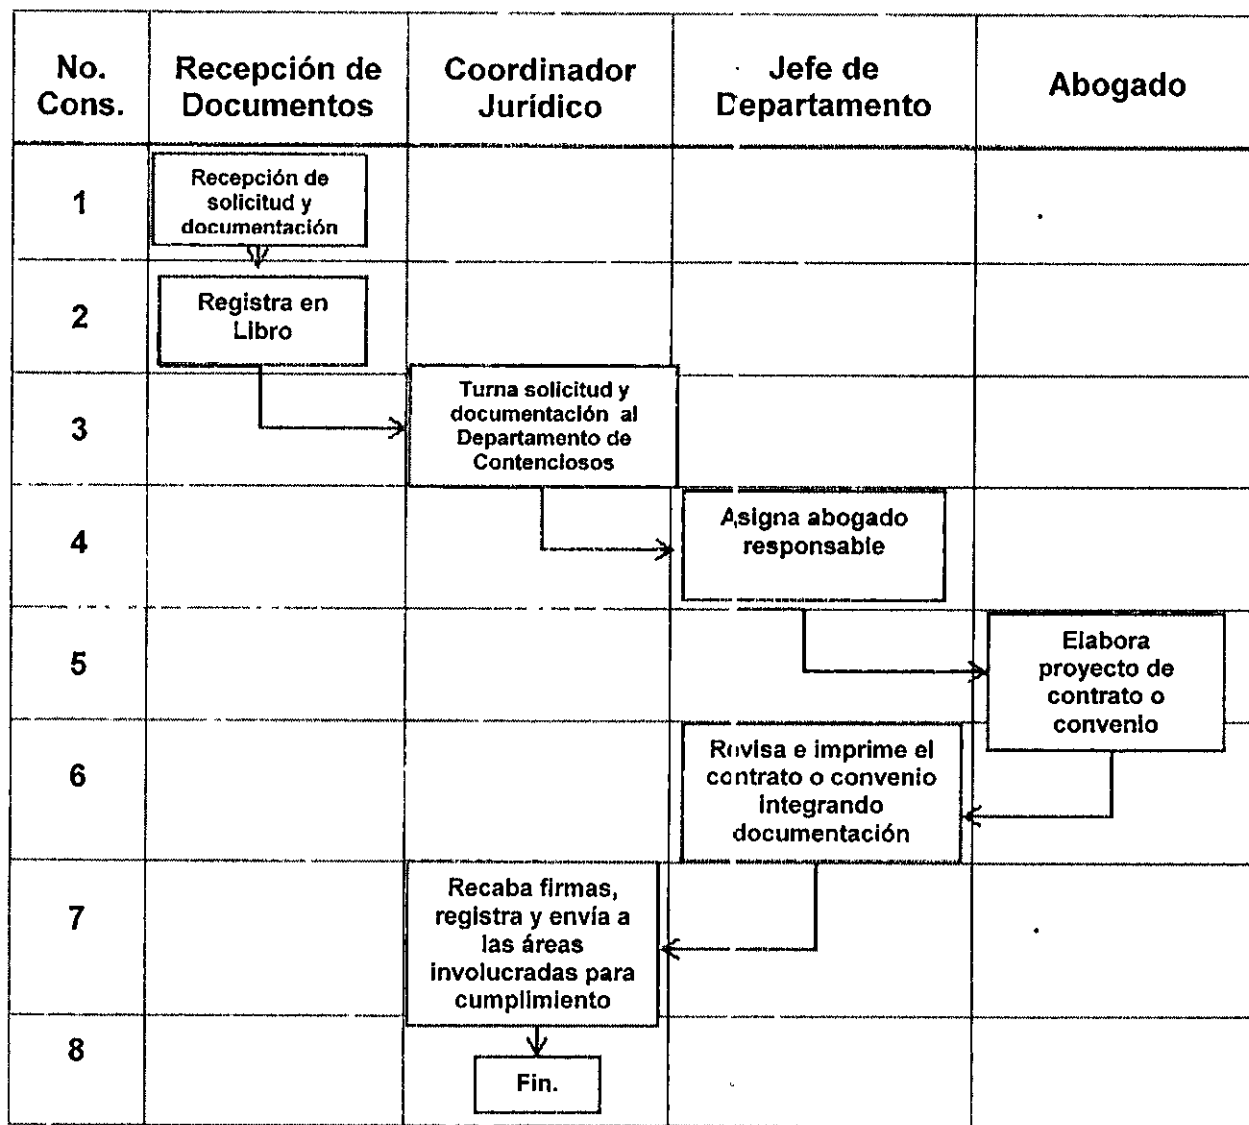 No.
Cons.
Recepción de
Documentos
Coordinador
Jurídico
Jefe de
Departamento
Abogado
1
Recepción de
solicitud y
documentación
2
Registra en
Libro
3
Turna solicitud y
documentación al
Departamento de
Contenciosos
4
Asigna abogado
responsable
5
Elabora
proyecto de
contrato o
convenio
6
Revisa e imprime el
contrato o convenio
integrando
documentación
7
Recaba firmas,
registra y envía a
las áreas
involucradas para
cumplimiento
8
Fin.